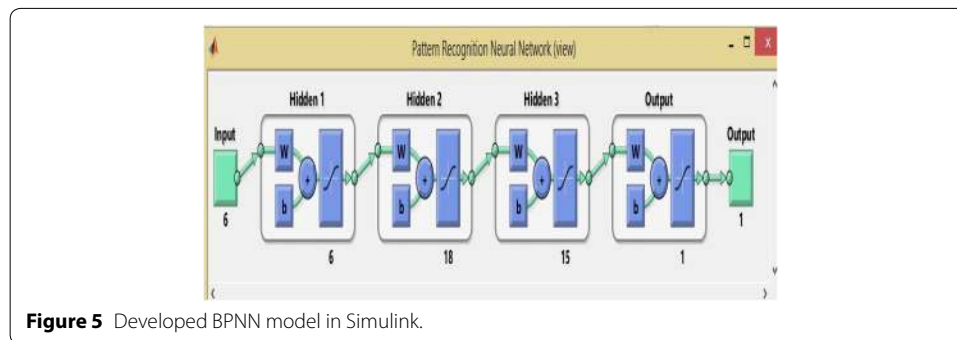 Pattern Recognition Neural Network (view)
Hidden 1 Hidden 2 Hidden 3 Output
Input Output
W W W W
+ + + +
b b b b
6 1
6 18 15 1
Figure 5 Developed BPNN model in Simulink.